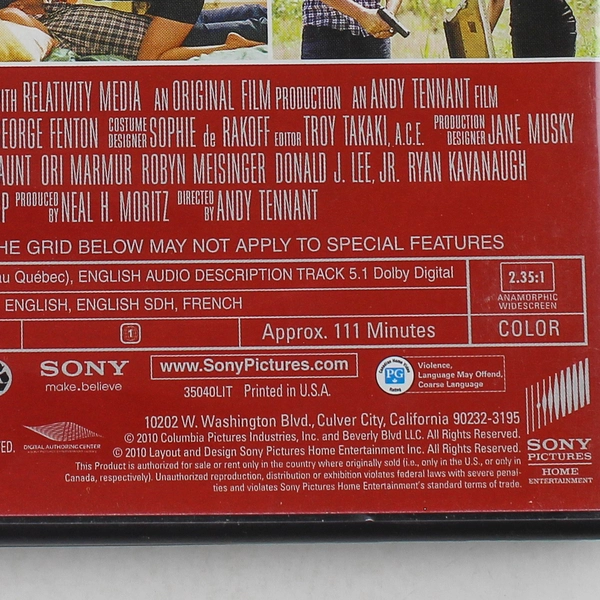 ITH RELATIVITY MEDIA AN ORIGINAL FILM PRODUCTION AN ANDY TENNANT FILM
EORGE FENTON COSTUME DESIGNER SOPHIE de RAKOFF EDITOR TROY TAKAKI, A.C.E. PRODUCTION DESIGNER JANE MUSKY
AUNT ORI MARMUR ROBYN MEISINGER DONALD J. LEE, JR. RYAN KAVANAUGH
P PRODUCED BY NEAL H. MORITZ DIRECTED BY ANDY TENNANT
HE GRID BELOW MAY NOT APPLY TO SPECIAL FEATURES
au Québec), ENGLISH AUDIO DESCRIPTION TRACK 5.1 Dolby Digital
2.35:1
ANAMORPHIC
WIDESCREEN
ENGLISH, ENGLISH SDH, FRENCH
1
Approx. 111 Minutes
COLOR
SONY
make.believe
www.SonyPictures.com
35040LIT Printed in U.S.A.
PG
Violence,
Language May Offend,
Coarse Language
10202 W. Washington Blvd., Culver City, California 90232-3195
© 2010 Columbia Pictures Industries, Inc. and Beverly Blvd LLC. All Rights Reserved.
© 2010 Layout and Design Sony Pictures Home Entertainment Inc. All Rights Reserved.
This Product is authorized for sale or rent only in the country where originally sold (i.e., only in the U.S., or only in
Canada, respectively). Unauthorized reproduction, distribution or exhibition violates federal laws with severe penal-
ties and violates Sony Pictures Home Entertainment's standard terms of trade.
TED.
DIGITAL AUTHORING CENTER
SONY
PICTURES
HOME
ENTERTAINMENT